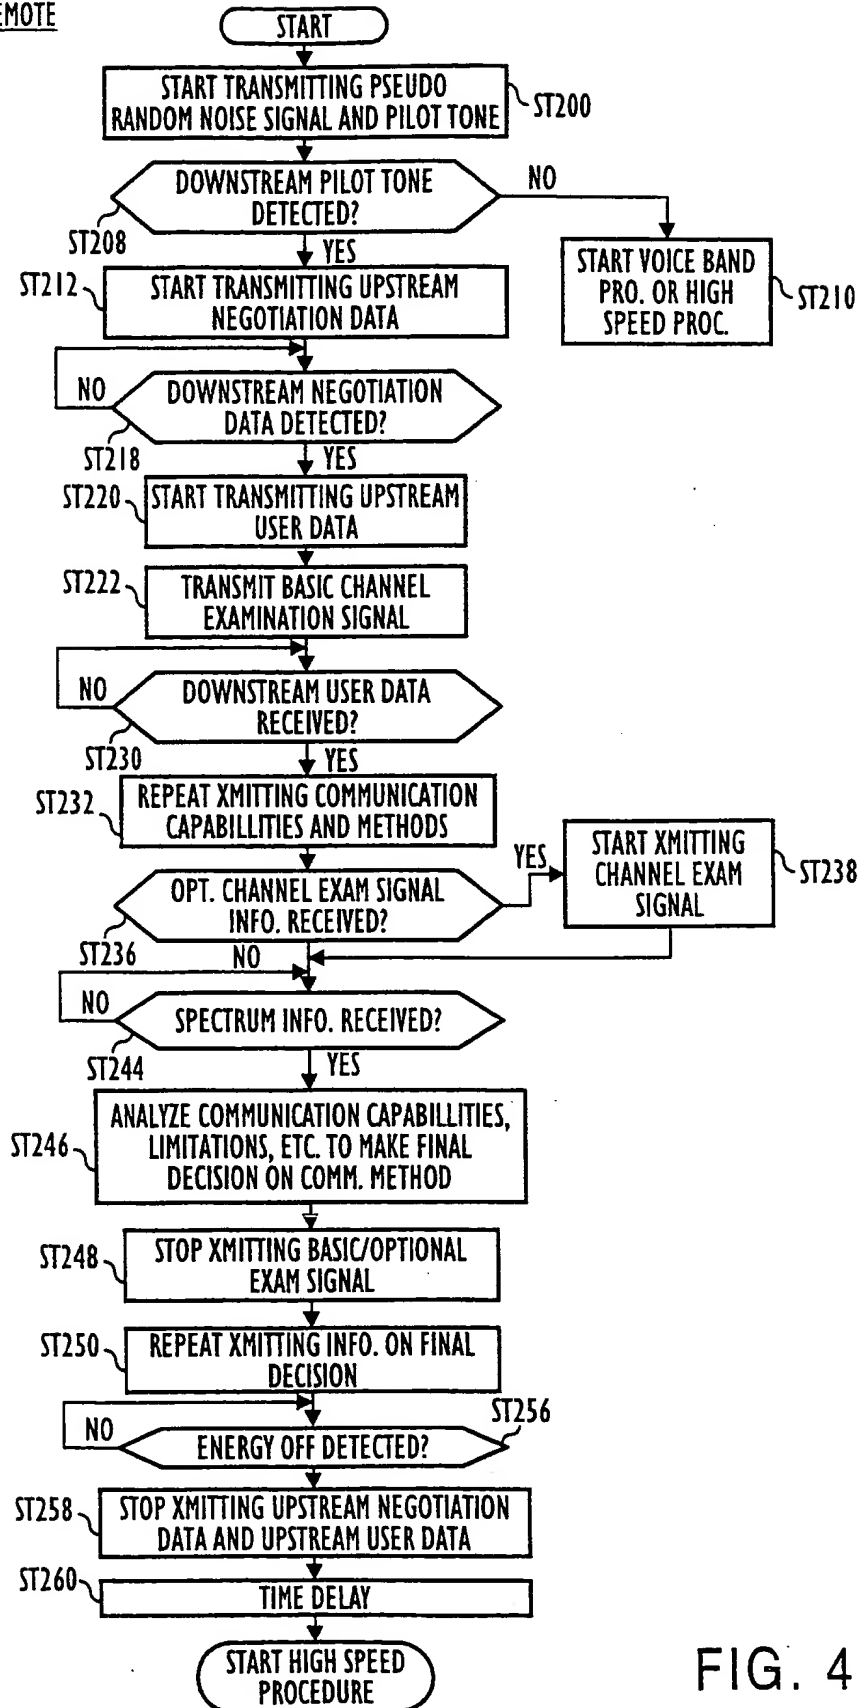 START
START TRANSMITTING PSEUDO
RANDOM NOISE SIGNAL AND PILOT TONE
ST200
DOWNSTREAM PILOT TONE
DETECTED?
NO
ST208
YES
START VOICE BAND
PRO. OR HIGH
SPEED PROC.
ST210
ST212
START TRANSMITTING UPSTREAM
NEGOTIATION DATA
NO
DOWNSTREAM NEGOTIATION
DATA DETECTED?
ST218
YES
ST220
START TRANSMITTING UPSTREAM
USER DATA
ST222
TRANSMIT BASIC CHANNEL
EXAMINATION SIGNAL
NO
DOWNSTREAM USER DATA
RECEIVED?
ST230
YES
ST232
REPEAT XMITTING COMMUNICATION
CAPABILLITIES AND METHODS
OPT. CHANNEL EXAM SIGNAL
INFO. RECEIVED?
YES
START XMITTING
CHANNEL EXAM
SIGNAL
ST238
ST236
NO
NO
SPECTRUM INFO. RECEIVED?
ST244
YES
ST246
ANALYZE COMMUNICATION CAPABILLITIES,
LIMITATIONS, ETC. TO MAKE FINAL
DECISION ON COMM. METHOD
ST248
STOP XMITTING BASIC/OPTIONAL
EXAM SIGNAL
ST250
REPEAT XMITTING INFO. ON FINAL
DECISION
NO
ENERGY OFF DETECTED?
ST256
ST258
STOP XMITTING UPSTREAM NEGOTIATION
DATA AND UPSTREAM USER DATA
ST260
TIME DELAY
START HIGH SPEED
PROCEDURE
FIG. 4